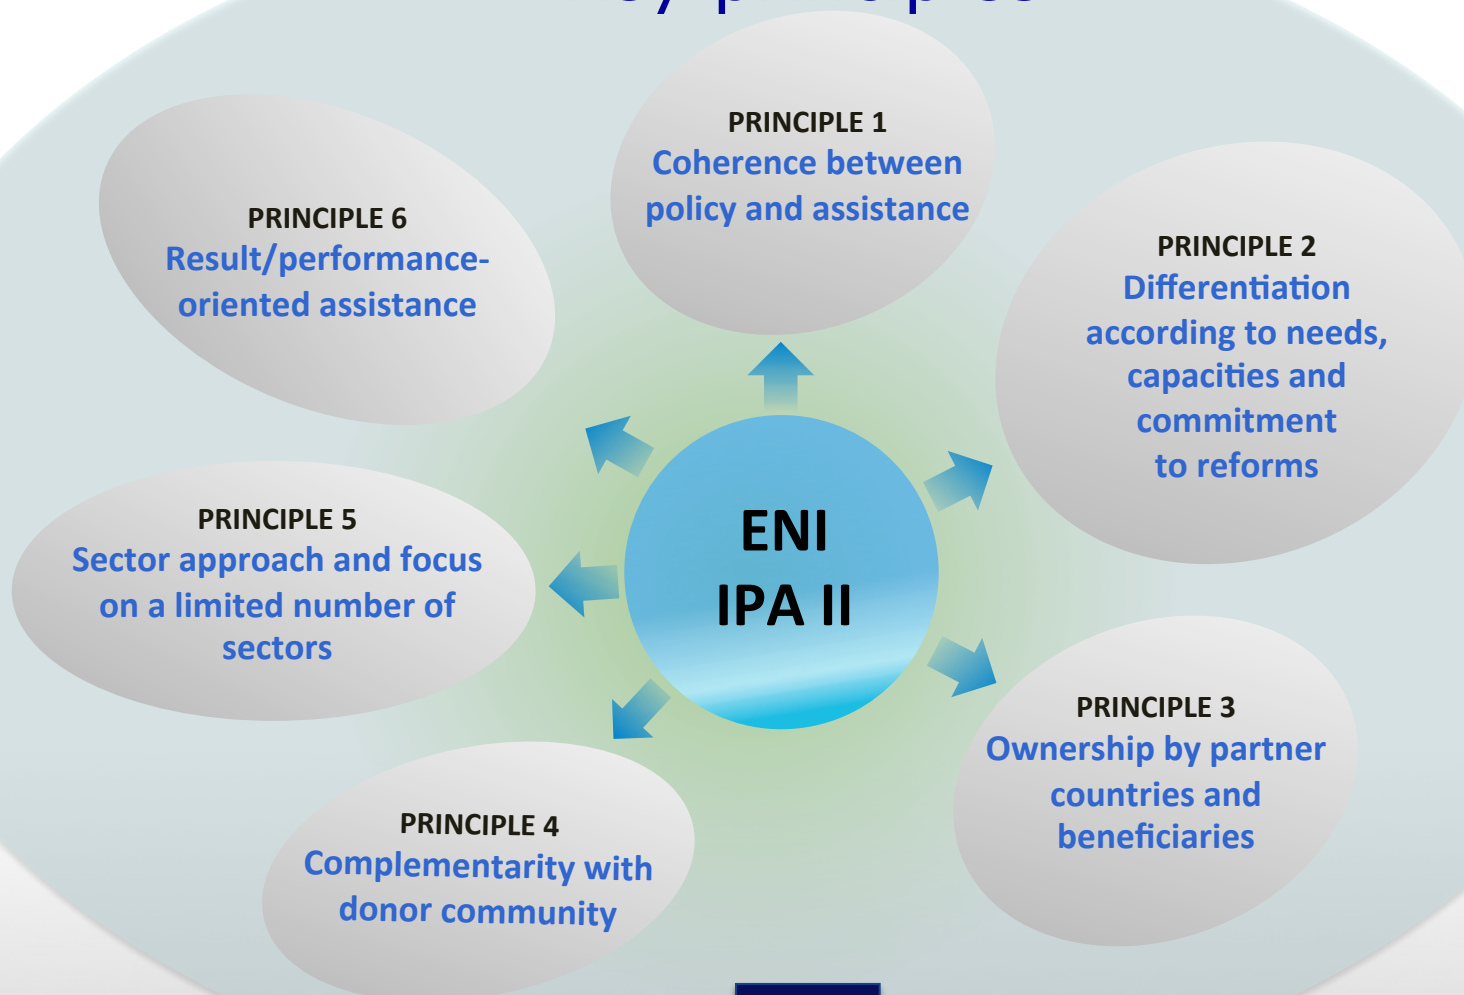 PRINCIPLE 1
Coherence between
policy and assistance
PRINCIPLE 2
Differentiation
according to needs,
capacities and
commitment
to reforms
PRINCIPLE 3
Ownership by partner
countries and
beneficiaries
PRINCIPLE 4
Complementarity with
donor community
PRINCIPLE 5
Sector approach and focus
on a limited number of
sectors
PRINCIPLE 6
Result/performance-
oriented assistance
ENI
IPA II